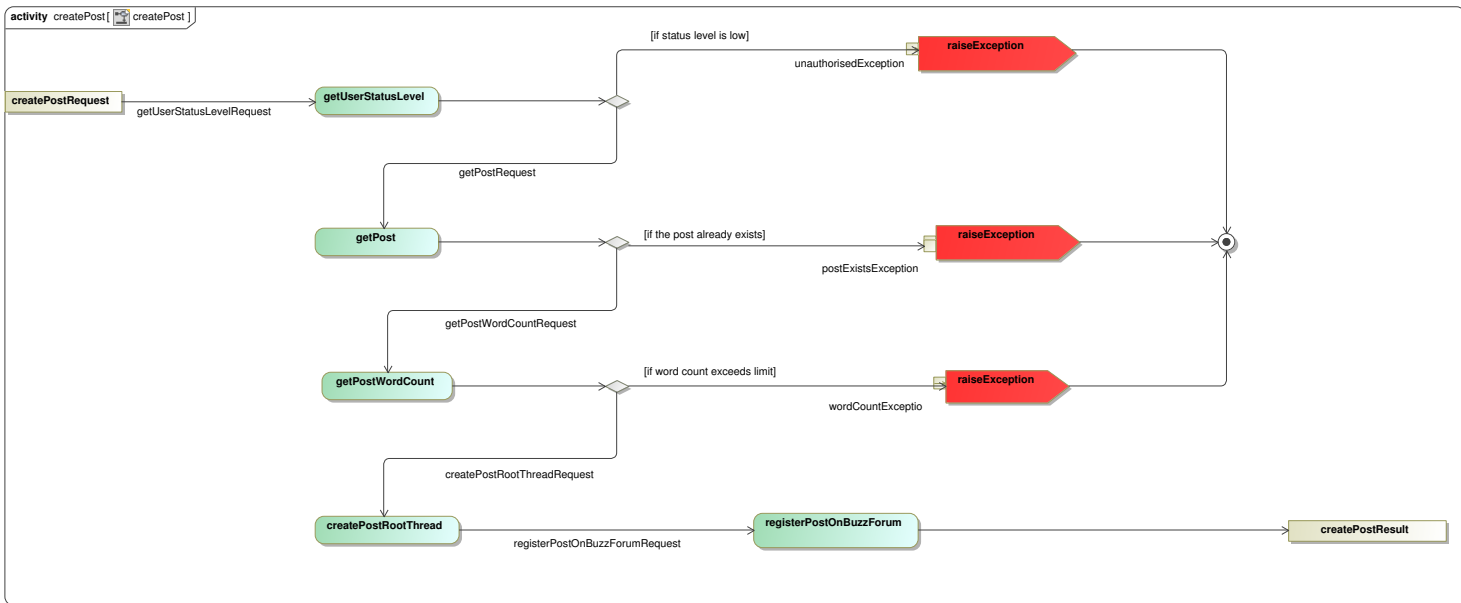 activity createPost[ createPost ]
[if status level is low]
raiseException
unauthorisedException
createPostRequest
getUserStatusLevel
getUserStatusLevelRequest
getPostRequest
getPost
[if the post already exists]
raiseException
postExistsException
getPostWordCountRequest
getPostWordCount
[if word count exceeds limit]
raiseException
wordCountExceptio
createPostRootThreadRequest
createPostRootThread
registerPostOnBuzzForum
createPostResult
registerPostOnBuzzForumRequest